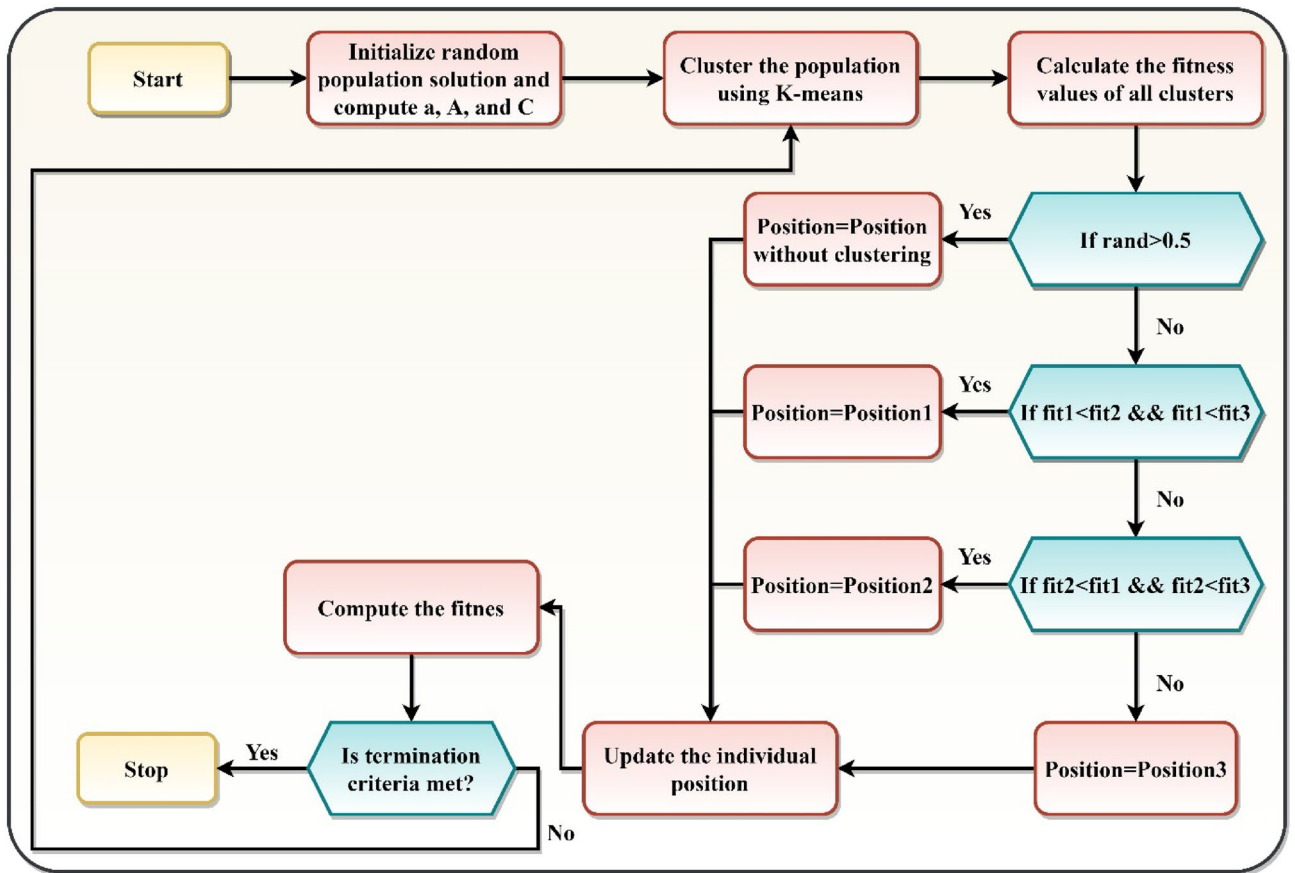 Start
Initialize random
population solution and
compute a, A, and C
Cluster the population
using K-means
Calculate the fitness
values of all clusters
If rand>0.5
Yes
Position=Position
without clustering
No
If fit1<fit2 && fit1<fit3
Yes
Position=Position1
No
If fit2<fit1 && fit2<fit3
Yes
Position=Position2
No
Position=Position3
Update the individual
position
Compute the fitnes
Is termination
criteria met?
Yes
Stop
No